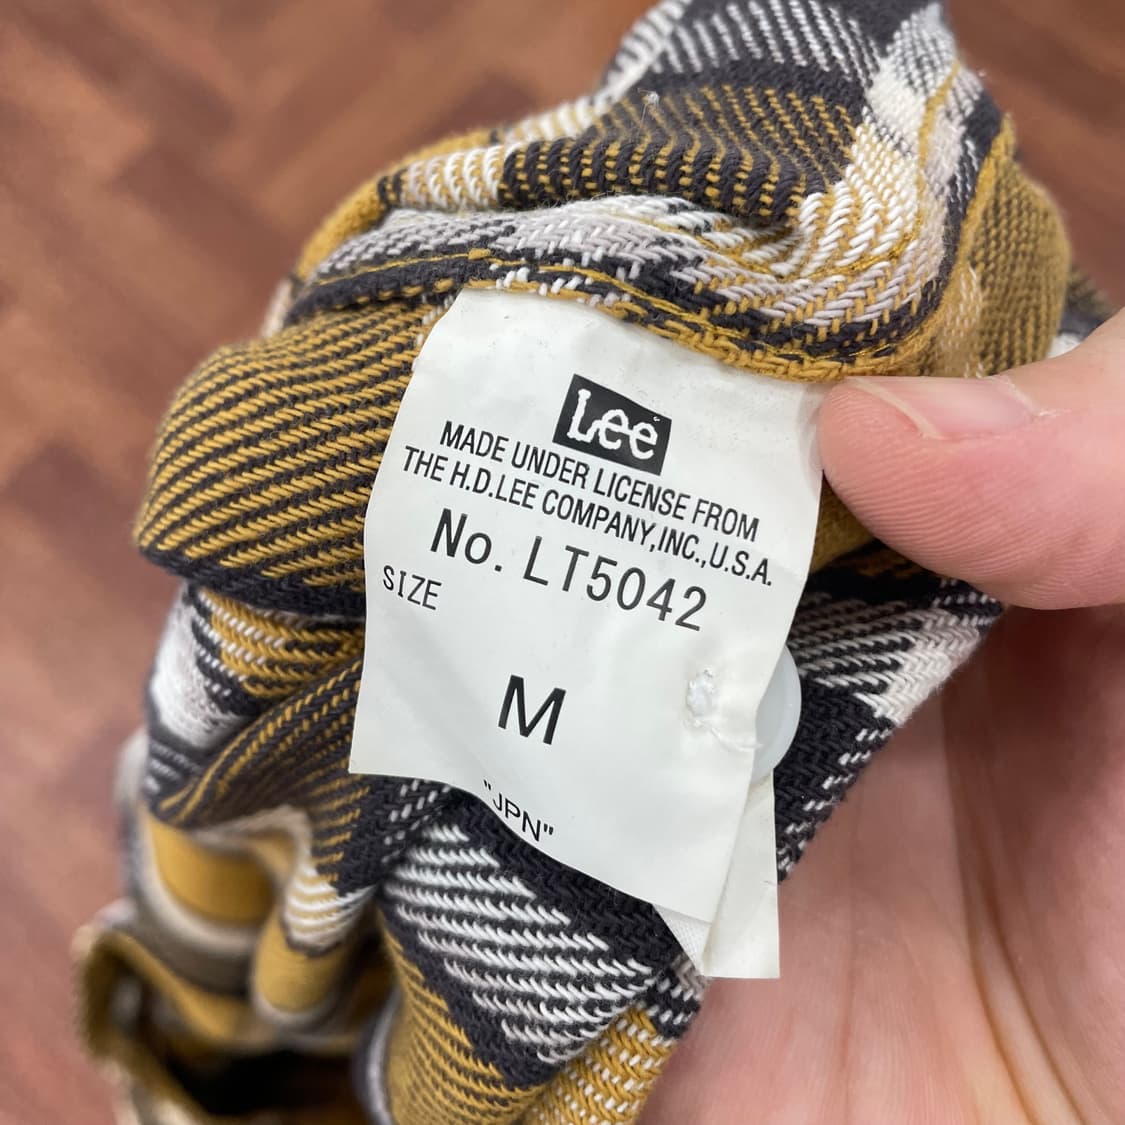 Lee
MADE UNDER LICENSE FROM
THE H.D.LEE COMPANY,INC.,U.S.A.
No. LT5042
SIZE
M
"JPN"